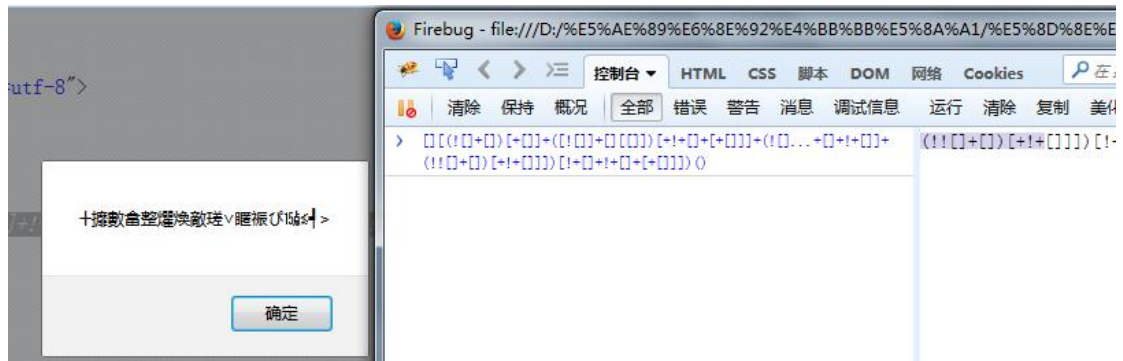 Firebug - file:///D:/%E5%AE%89%E6%8E%92%E4%BB%BB%E5%8A%A1/%E5%8D%8E%E
控制台 HTML CSS 脚本 DOM 网络 Cookies
清除 保持 概况 全部 错误 警告 消息 调试信息 运行 清除 复制 美化
=utf-8">
[][(![]+[])[+[]]+([![]]+[][[]])[+!+[]+[+[]]]+(![]...+[]+!+[]]+
(!![]+[])[+!+[]]])[!+[]+!+[]+[+[]]])()
(!![]+[])[+!+[]]])[!+
确定